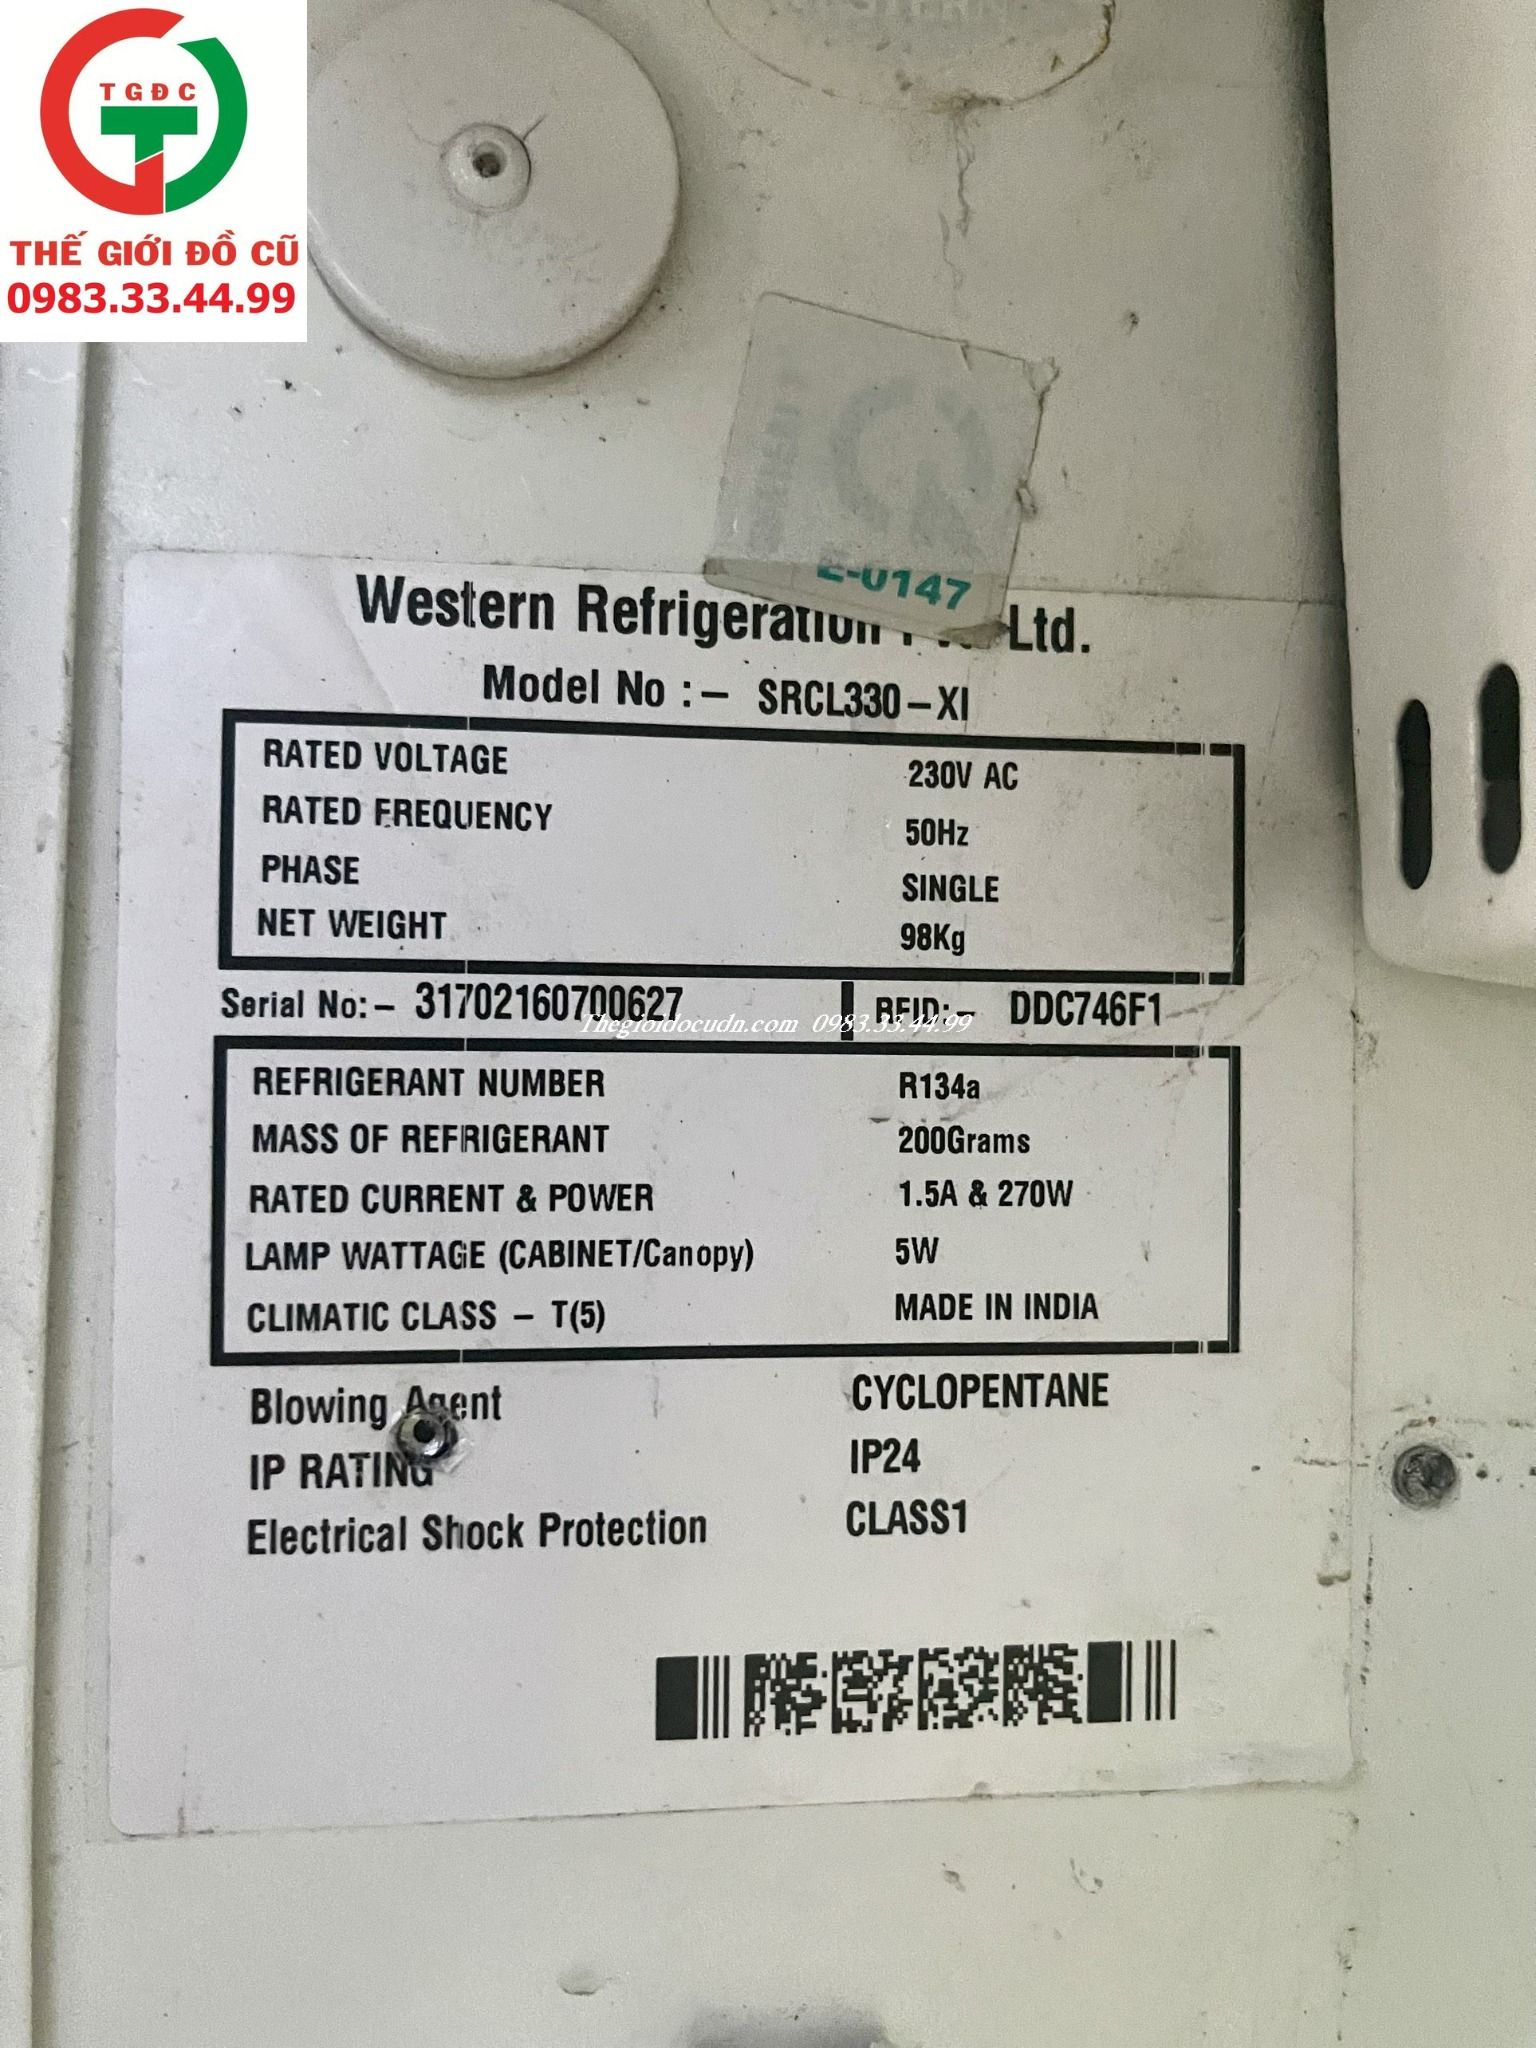 TGĐC
THẾ GIỚI ĐỒ CŨ
0983.33.44.99
E-0147
Western Refrigeration Pvt. Ltd.
Model No :- SRCL330-XI
RATED VOLTAGE 230V AC
RATED FREQUENCY 50Hz
PHASE SINGLE
NET WEIGHT 98Kg
Serial No:- 31702160700627 RFID:- DDC746F1
Thegioidocudn.com 0983.33.44.99
REFRIGERANT NUMBER R134a
MASS OF REFRIGERANT 200Grams
RATED CURRENT & POWER 1.5A & 270W
LAMP WATTAGE (CABINET/Canopy) 5W
CLIMATIC CLASS - T(5) MADE IN INDIA
Blowing Agent CYCLOPENTANE
IP RATING IP24
Electrical Shock Protection CLASS1